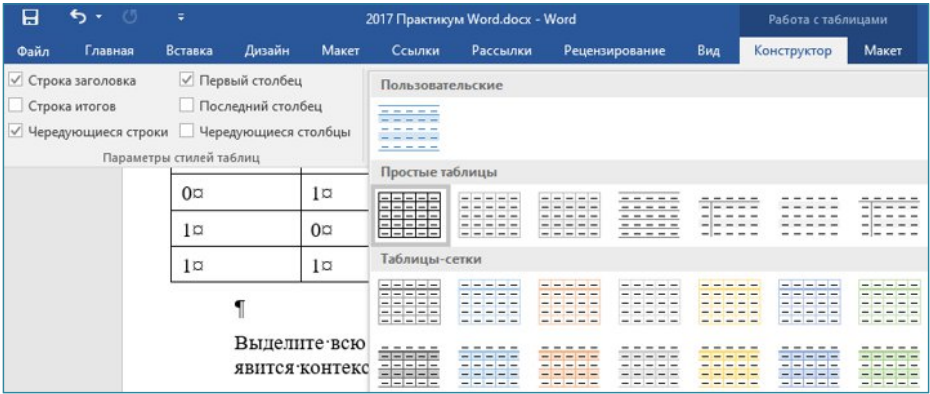 2017 Практикум Word.docx - Word
Работа с таблицами
Файл Главная Вставка Дизайн Макет Ссылки Рассылки Рецензирование Вид Конструктор Макет
Строка заголовка Первый столбец
Строка итогов Последний столбец
Чередующиеся строки Чередующиеся столбцы
Параметры стилей таблиц
Пользовательские
Простые таблицы
Таблицы-сетки
0¤ 1¤
1¤ 0¤
1¤ 1¤
¶
Выделите·всю
явится·контекс